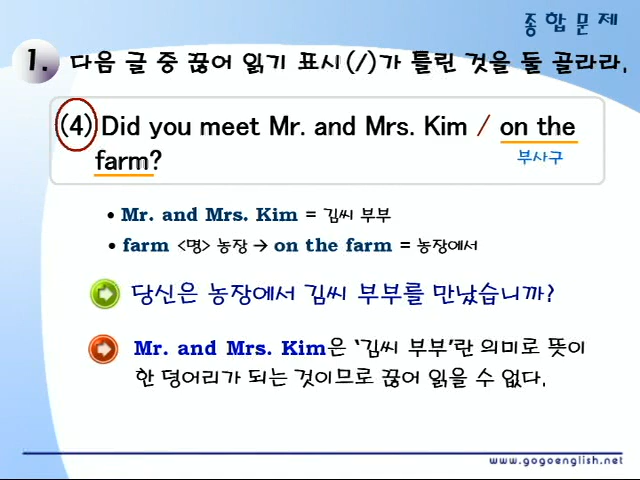 종합문제
1. 다음 글 중 끊어 읽기 표시(/)가 틀린 것을 둘 골라라.
(4) Did you meet Mr. and Mrs. Kim / on the
farm?
부사구
• Mr. and Mrs. Kim = 김씨 부부
• farm <명> 농장 → on the farm = 농장에서
당신은 농장에서 김씨 부부를 만났습니까?
Mr. and Mrs. Kim은 '김씨 부부'란 의미로 뜻이
한 덩어리가 되는 것이므로 끊어 읽을 수 없다.
www.gogoenglish.net